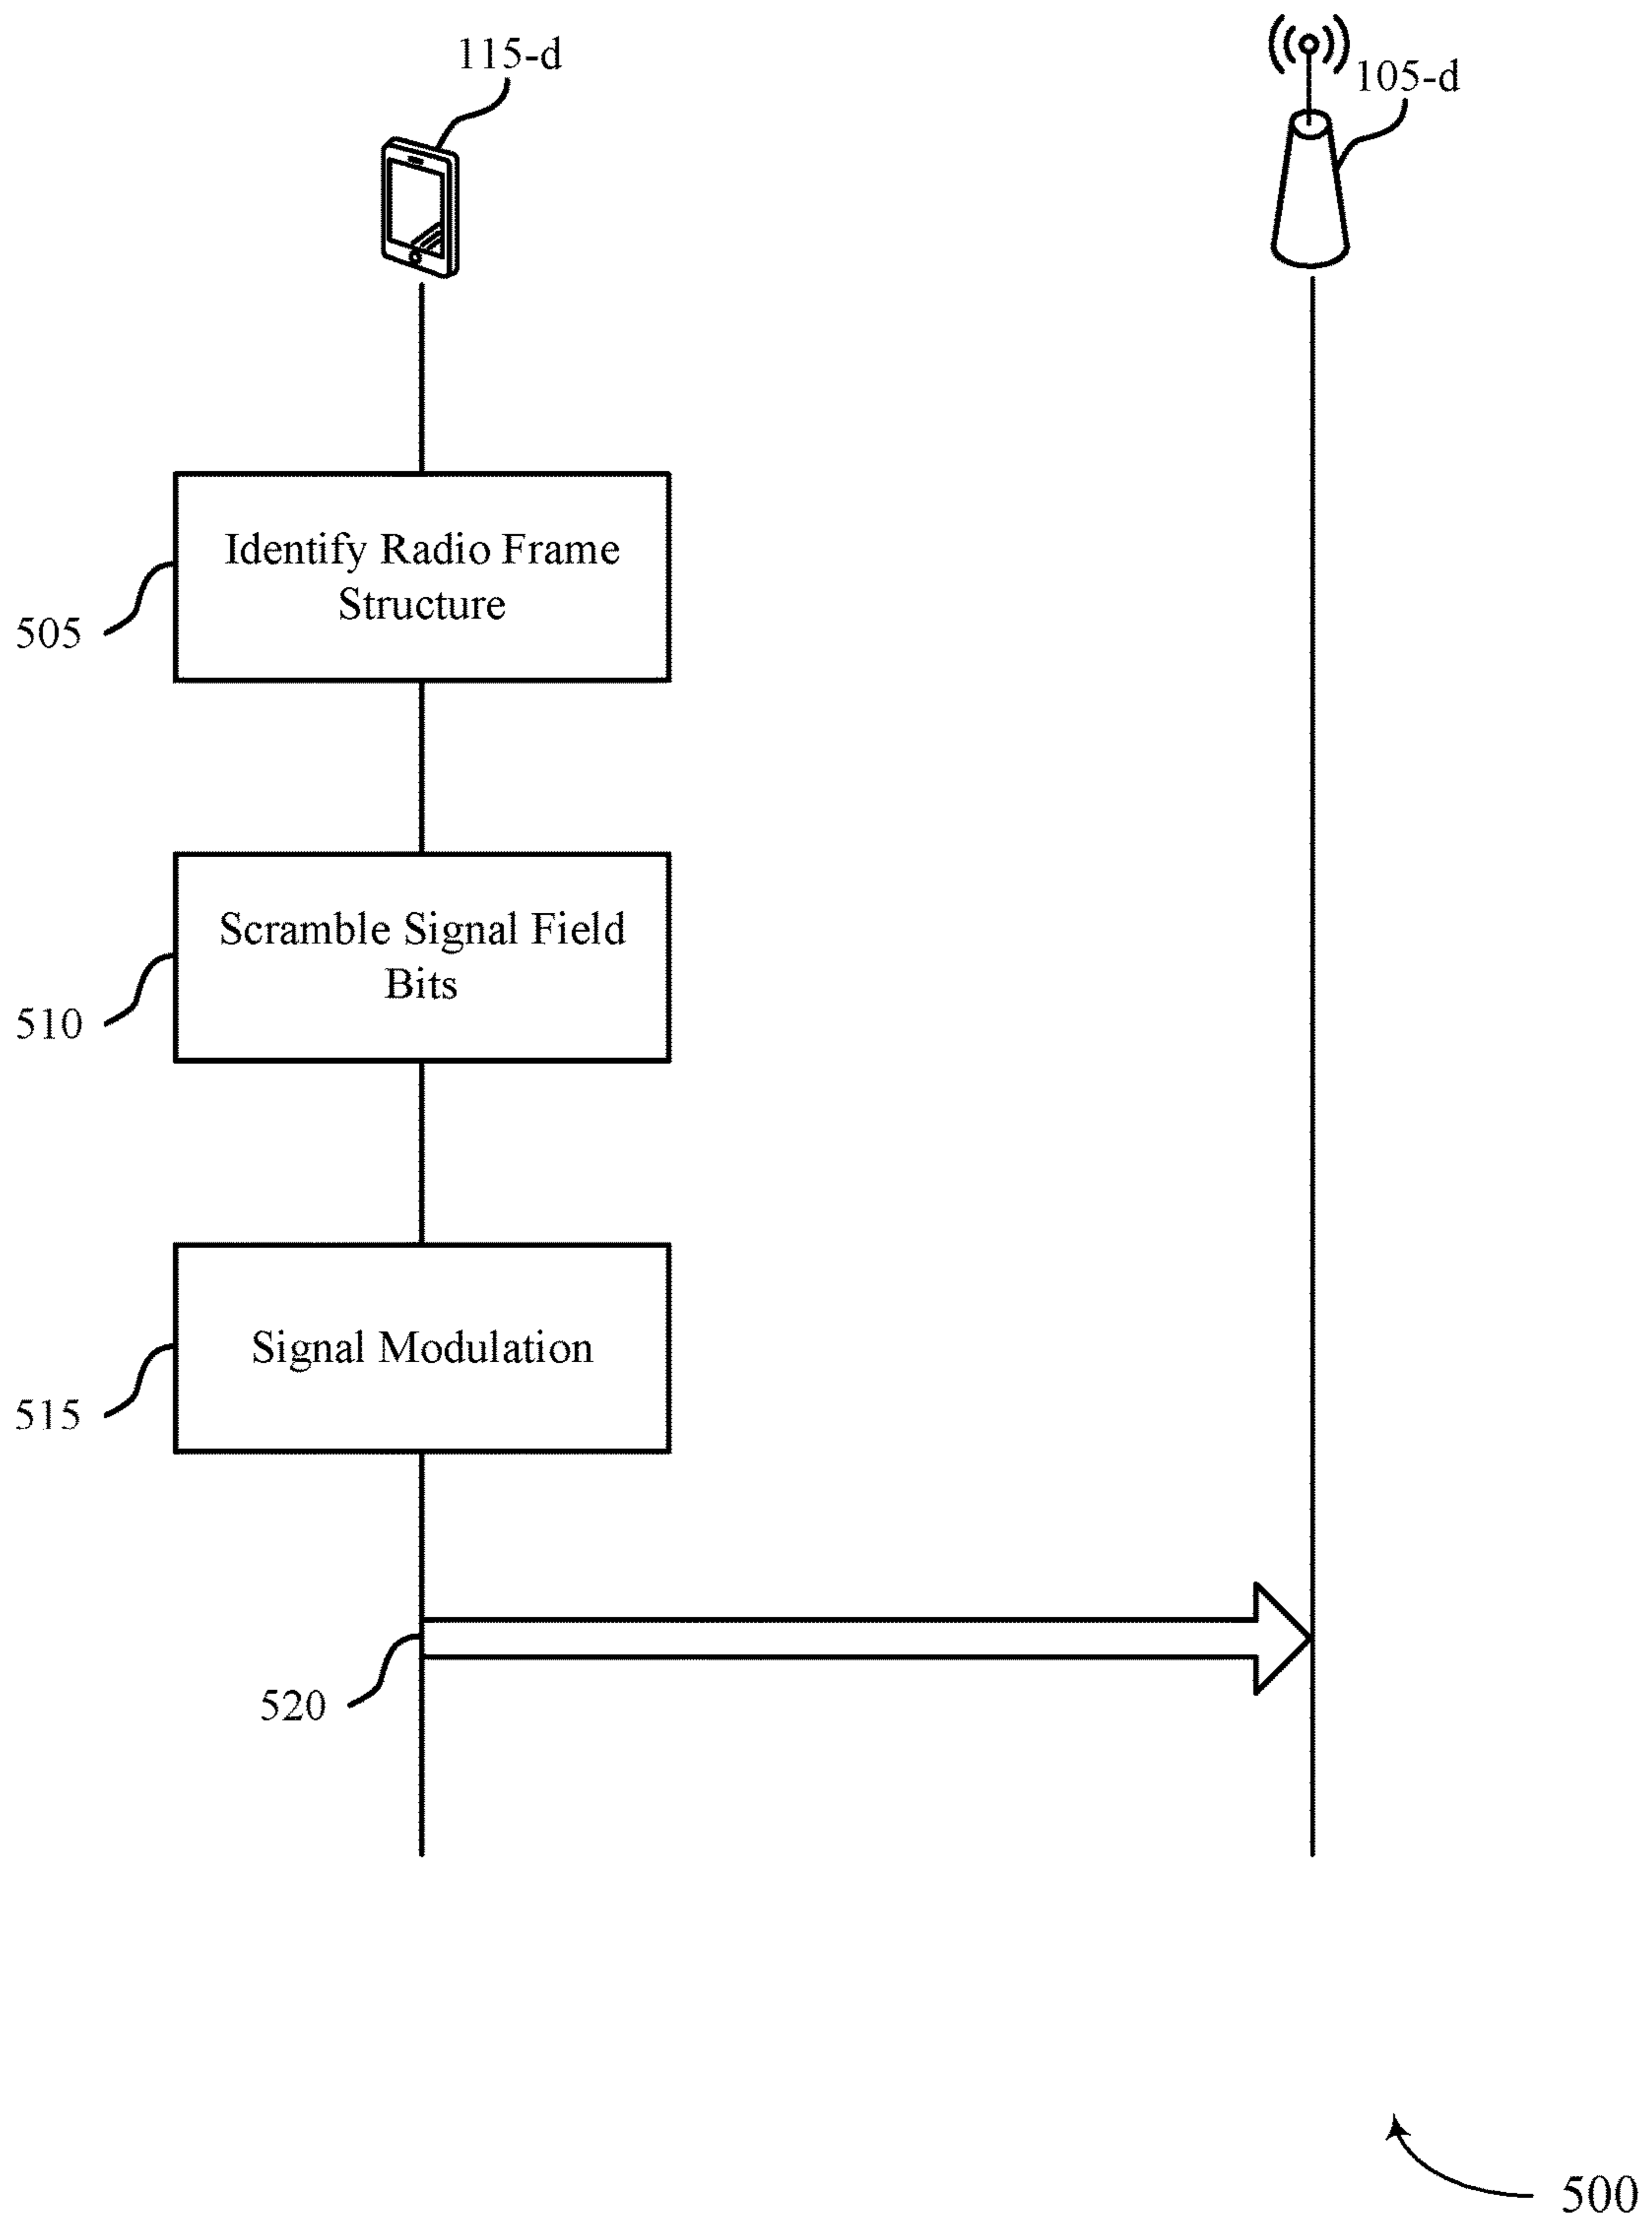 115-d
105-d
Identify Radio Frame
Structure
505
Scramble Signal Field
Bits
510
Signal Modulation
515
520
500